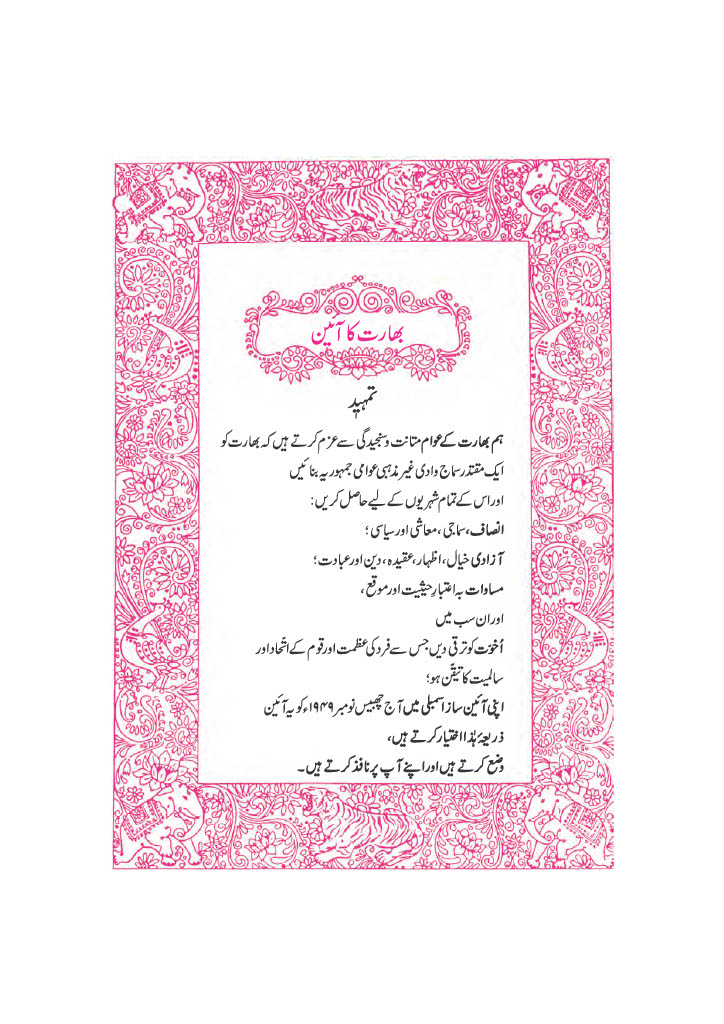 بھارت کا آئین
تمہید
ہم بھارت کے عوام متانت و سنجیدگی سے عزم کرتے ہیں کہ بھارت کو
ایک مقتدر سماج وادی غیر مذہبی عوامی جمہوریہ بنائیں
اور اس کے تمام شہریوں کے لیے حاصل کریں:
انصاف، سماجی، معاشی اور سیاسی؛
آزادی خیال، اظہار، عقیدہ، دین اور عبادت؛
مساوات بہ اعتبارِ حیثیت اور موقع،
اور ان سب میں
اُخوّت کو ترقی دیں جس سے فرد کی عظمت اور قوم کے اتّحاد اور
سالمیت کا تیقّن ہو؛
اپنی آئین ساز اسمبلی میں آج چھبیس نومبر ۱۹۴۹ء کو یہ آئین
ذریعۂ ہٰذا اختیار کرتے ہیں،
وضع کرتے ہیں اور اپنے آپ پر نافذ کرتے ہیں۔